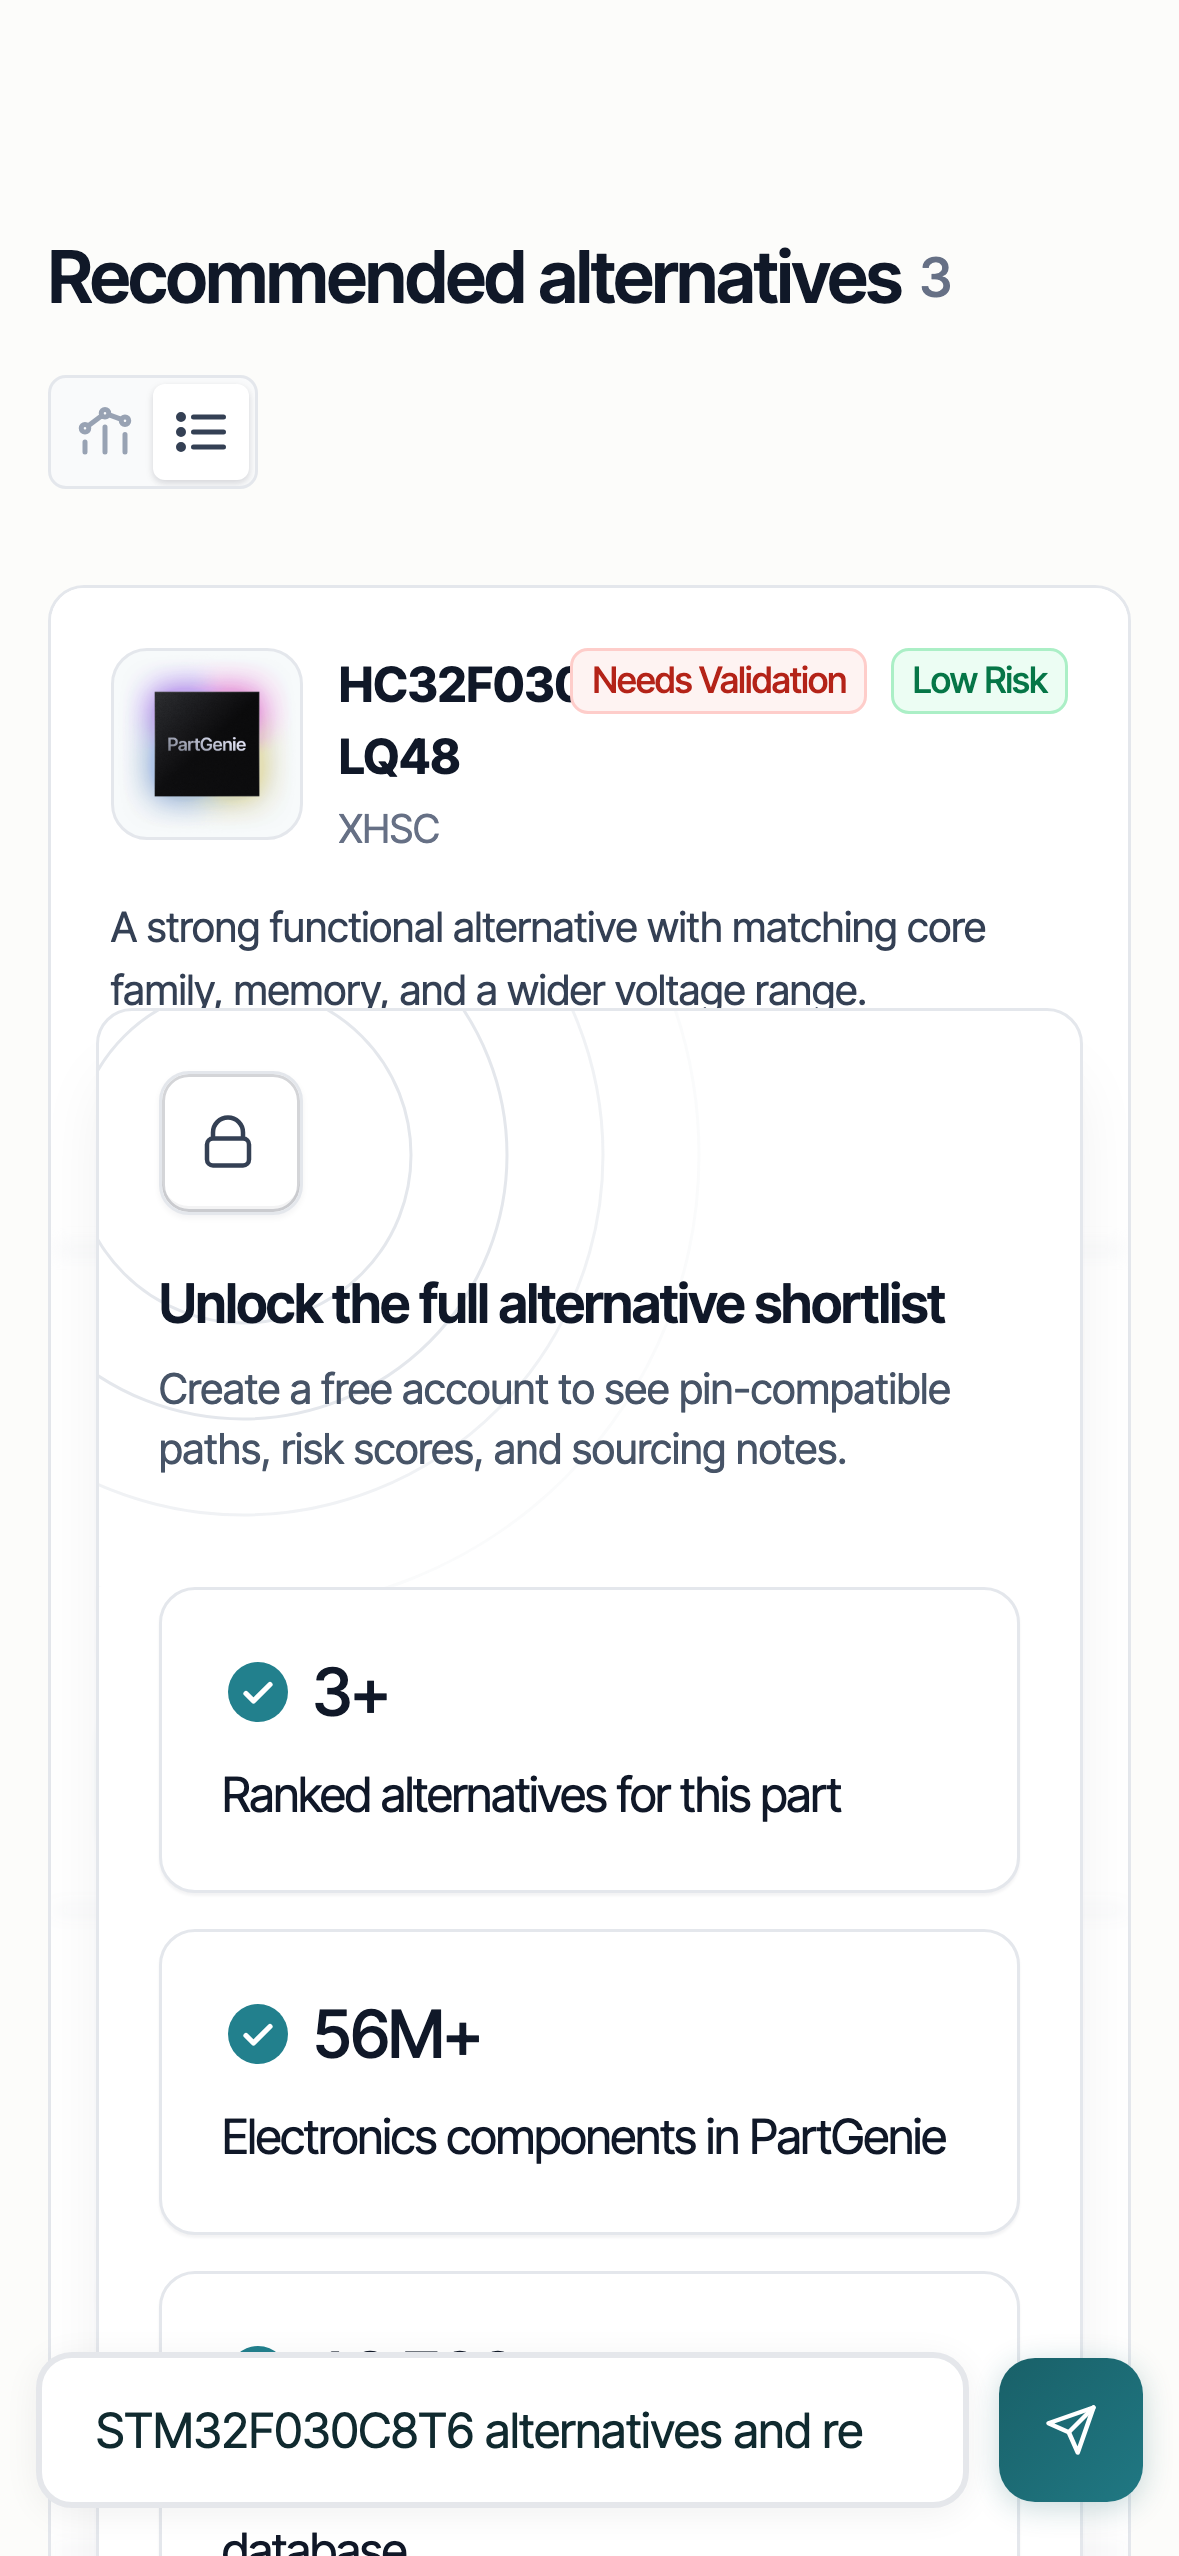 Recommended alternatives 3
PartGenie
HC32F030
Needs Validation
Low Risk
LQ48
XHSC
A strong functional alternative with matching core
family, memory, and a wider voltage range.
Unlock the full alternative shortlist
Create a free account to see pin-compatible
paths, risk scores, and sourcing notes.
3+
Ranked alternatives for this part
56M+
Electronics components in PartGenie
STM32F030C8T6 alternatives and re
database